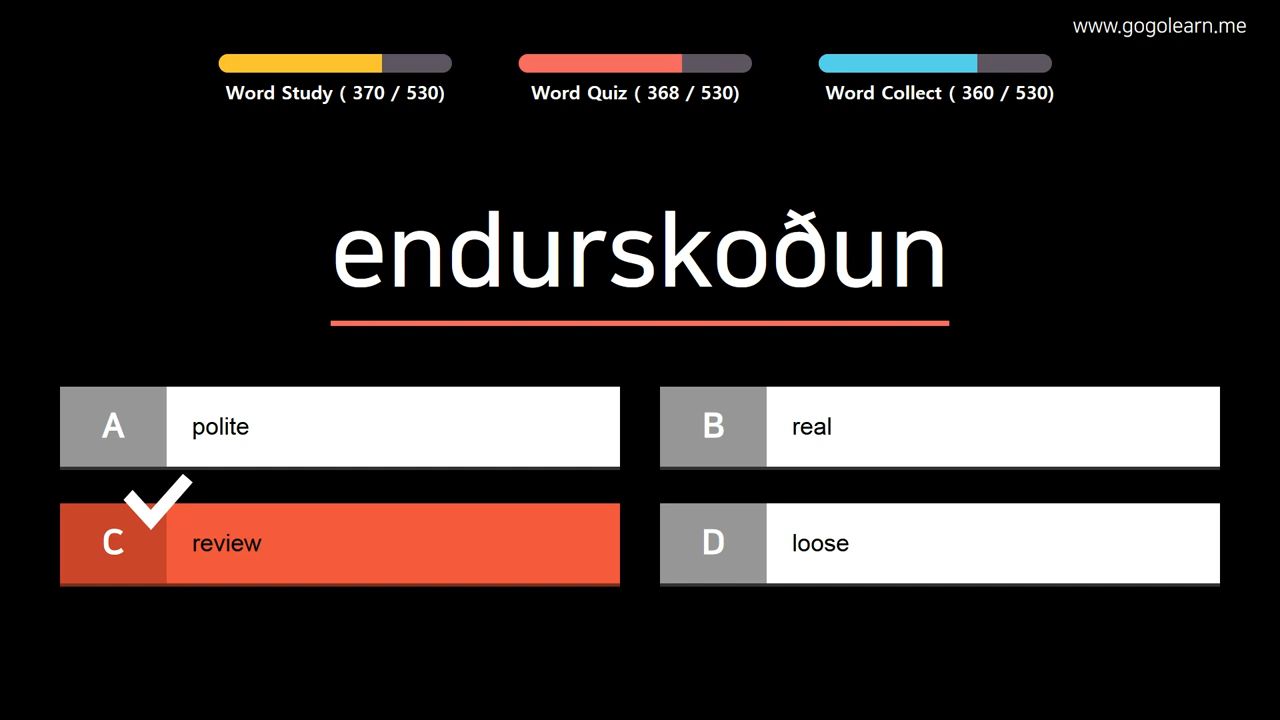 www.gogolearn.me
Word Study ( 370 / 530)
Word Quiz ( 368 / 530)
Word Collect ( 360 / 530)
endurskoðun
A polite
B real
C review
D loose